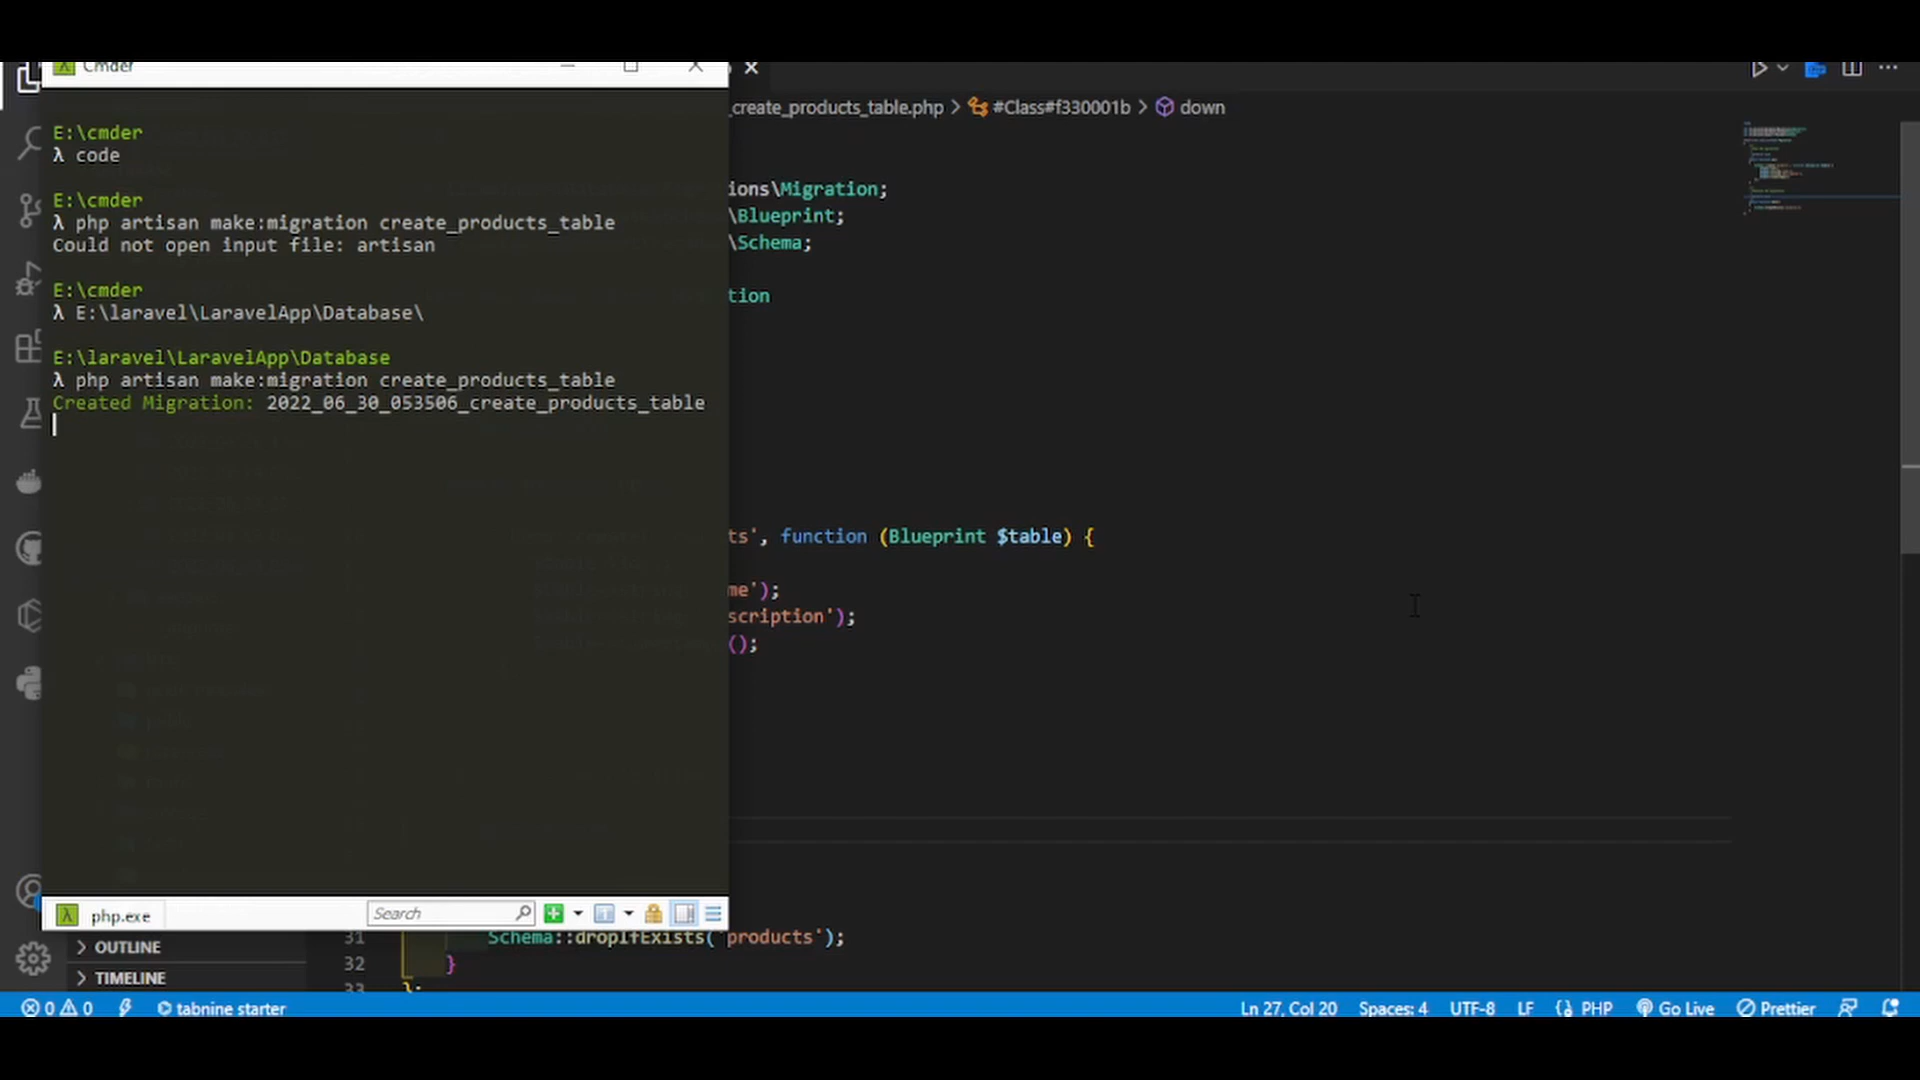 Cmder
E:\cmder
λ code
E:\cmder
λ php artisan make:migration create_products_table
Could not open input file: artisan
E:\cmder
λ E:\laravel\LaravelApp\Database\
E:\laravel\LaravelApp\Database
λ php artisan make:migration create_products_table
Created Migration: 2022_06_30_053506_create_products_table
php.exe
Search
_create_products_table.php > #Class#f330001b > down
ions\Migration;
\Blueprint;
\Schema;
tion
ts', function (Blueprint $table) {
me');
scription');
();
31 Schema::dropIfExists('products');
32 }
33 };
OUTLINE
TIMELINE
0 0 tabnine starter
Ln 27, Col 20 Spaces: 4 UTF-8 LF {} PHP Go Live Prettier